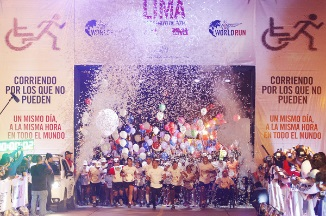 LIMA
WINGS FOR LIFE
WORLD RUN
WORLD RUN
CORRIENDO
POR LOS QUE NO
PUEDEN
UN MISMO DÍA,
A LA MISMA HORA
EN TODO EL MUNDO
CORRIENDO
POR LOS QUE NO
PUEDEN
UN MISMO DÍA,
A LA MISMA HORA
EN TODO EL MUNDO